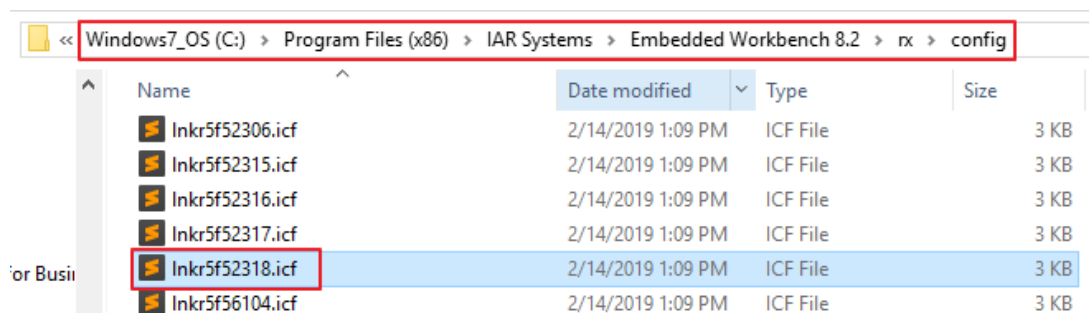 « Windows7_OS (C:) > Program Files (x86) > IAR Systems > Embedded Workbench 8.2 > rx > config
Name Date modified Type Size
lnkr5f52306.icf 2/14/2019 1:09 PM ICF File 3 KB
lnkr5f52315.icf 2/14/2019 1:09 PM ICF File 3 KB
lnkr5f52316.icf 2/14/2019 1:09 PM ICF File 3 KB
lnkr5f52317.icf 2/14/2019 1:09 PM ICF File 3 KB
or Busi lnkr5f52318.icf 2/14/2019 1:09 PM ICF File 3 KB
lnkr5f56104.icf 2/14/2019 1:09 PM ICF File 3 KB